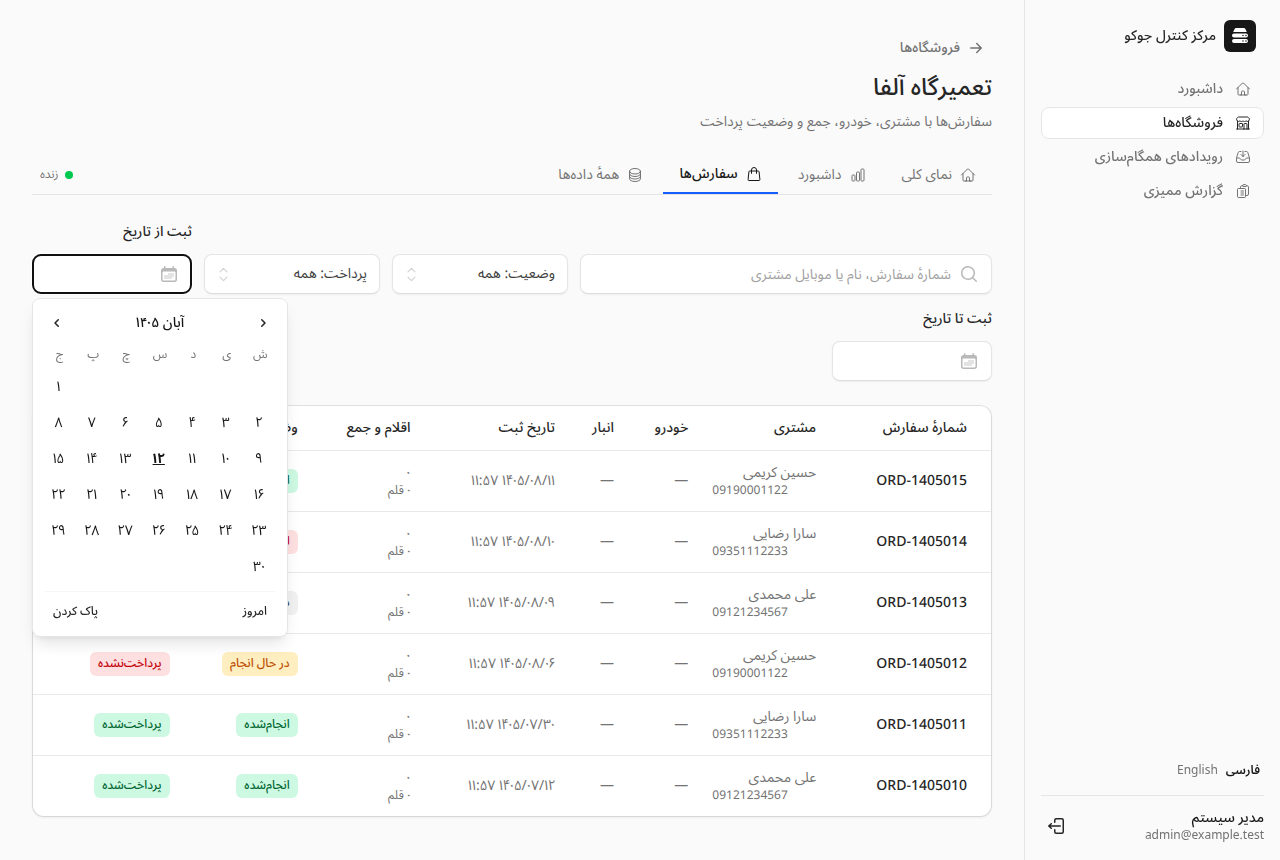 مرکز کنترل جوکو
داشبورد
فروشگاه‌ها
رویدادهای همگام‌سازی
گزارش ممیزی
فارسی English
مدیر سیستم
admin@example.test
فروشگاه‌ها
تعمیرگاه آلفا
سفارش‌ها با مشتری، خودرو، جمع و وضعیت پرداخت
نمای کلی داشبورد سفارش‌ها همهٔ داده‌ها زنده
ثبت از تاریخ
شمارهٔ سفارش، نام یا موبایل مشتری وضعیت: همه پرداخت: همه
ثبت تا تاریخ
آبان ۱۴۰۵
ش ی د س چ پ ج
۱
۲ ۳ ۴ ۵ ۶ ۷ ۸
۹ ۱۰ ۱۱ ۱۲ ۱۳ ۱۴ ۱۵
۱۶ ۱۷ ۱۸ ۱۹ ۲۰ ۲۱ ۲۲
۲۳ ۲۴ ۲۵ ۲۶ ۲۷ ۲۸ ۲۹
۳۰
امروز پاک کردن
شمارهٔ سفارش مشتری خودرو انبار تاریخ ثبت اقلام و جمع
ORD-1405015 حسین کریمی — — ۱۴۰۵/۰۸/۱۱ ۱۱:۵۷ ۰
09190001122 ۰ قلم
ORD-1405014 سارا رضایی — — ۱۴۰۵/۰۸/۱۰ ۱۱:۵۷ ۰
09351112233 ۰ قلم
ORD-1405013 علی محمدی — — ۱۴۰۵/۰۸/۰۹ ۱۱:۵۷ ۰
09121234567 ۰ قلم
ORD-1405012 حسین کریمی — — ۱۴۰۵/۰۸/۰۶ ۱۱:۵۷ ۰ در حال انجام پرداخت‌نشده
09190001122 ۰ قلم
ORD-1405011 سارا رضایی — — ۱۴۰۵/۰۷/۳۰ ۱۱:۵۷ ۰ انجام‌شده پرداخت‌شده
09351112233 ۰ قلم
ORD-1405010 علی محمدی — — ۱۴۰۵/۰۷/۱۲ ۱۱:۵۷ ۰ انجام‌شده پرداخت‌شده
09121234567 ۰ قلم